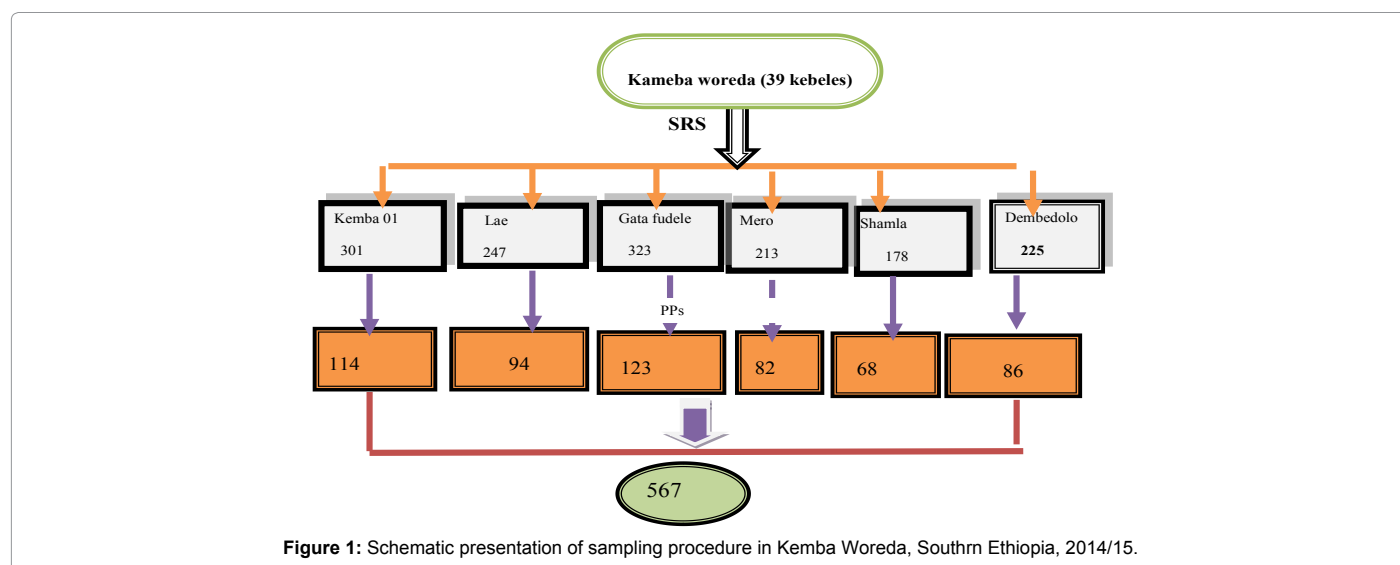 Kameba woreda (39 kebeles)
SRS
Kemba 01
301
Lae
247
Gata fudele
323
Mero
213
Shamla
178
Dembedolo
225
PPs
114
94
123
82
68
86
567
Figure 1: Schematic presentation of sampling procedure in Kemba Woreda, Southrn Ethiopia, 2014/15.